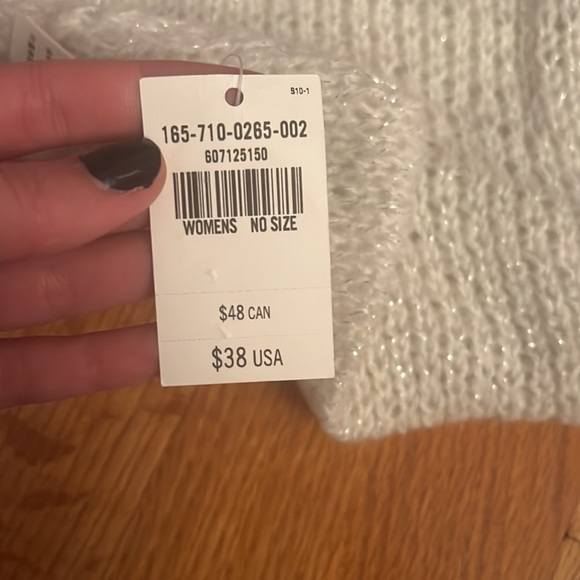 S10-1
165-710-0265-002
607125150
WOMENS NO SIZE
$48 CAN
$38 USA